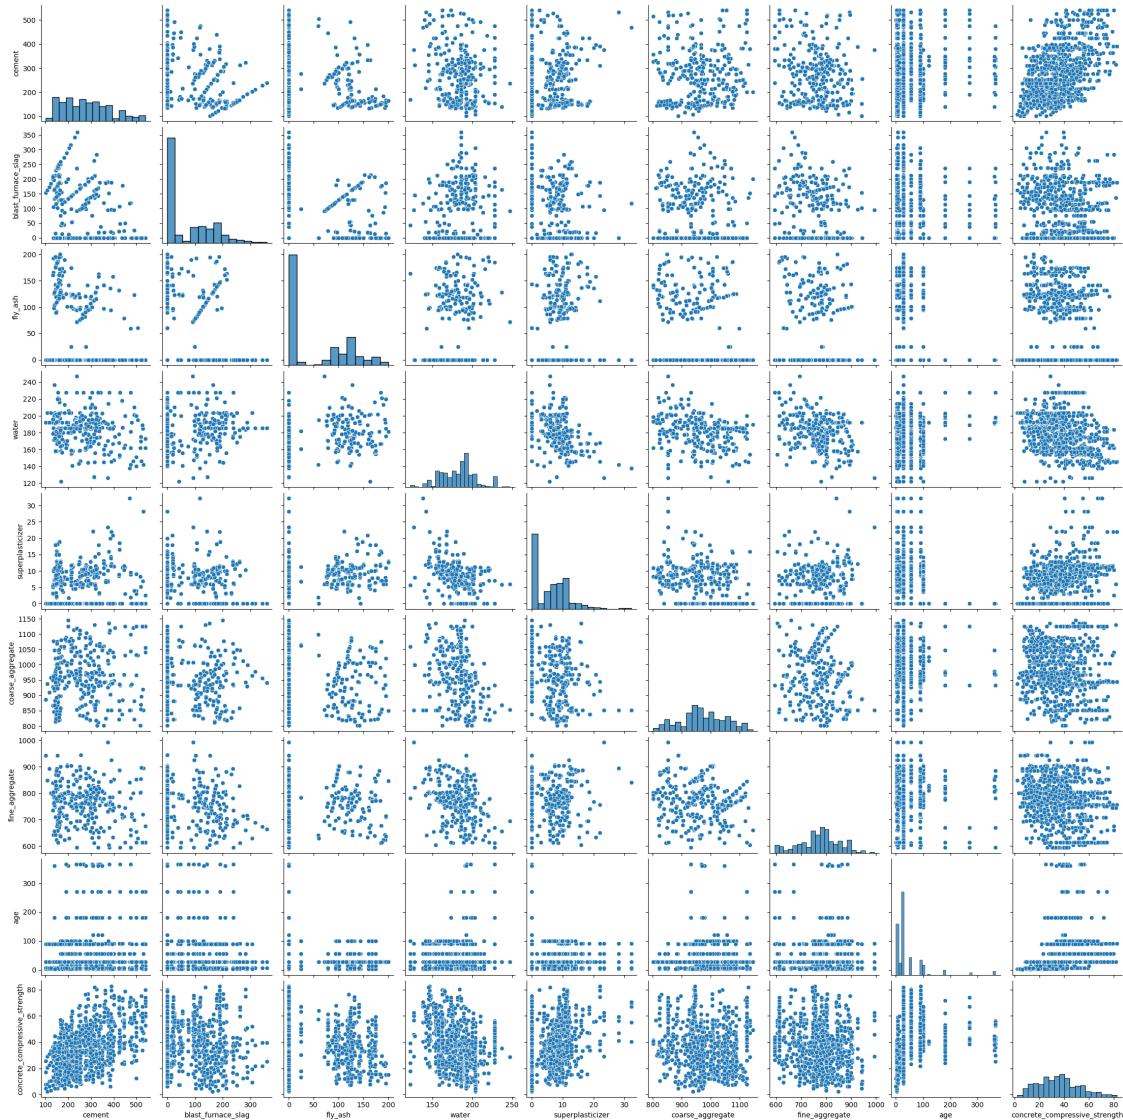 500
400
300
200
100
cement
350
300
250
200
150
100
50
0
blast_furnace_slag
200
150
100
50
0
fly_ash
240
220
200
180
160
140
120
water
30
25
20
15
10
5
0
superplasticizer
1150
1100
1050
1000
950
900
850
800
coarse_aggregate
1000
900
800
700
600
fine_aggregate
300
200
100
0
age
80
60
40
20
0
concrete_compressive_strength
100 200 300 400 500
cement
0 100 200 300
blast_furnace_slag
0 50 100 150 200
fly_ash
150 200 250
water
0 10 20 30
superplasticizer
800 900 1000 1100
coarse_aggregate
600 700 800 900 1000
fine_aggregate
0 100 200 300
age
0 20 40 60 80
concrete_compressive_strength